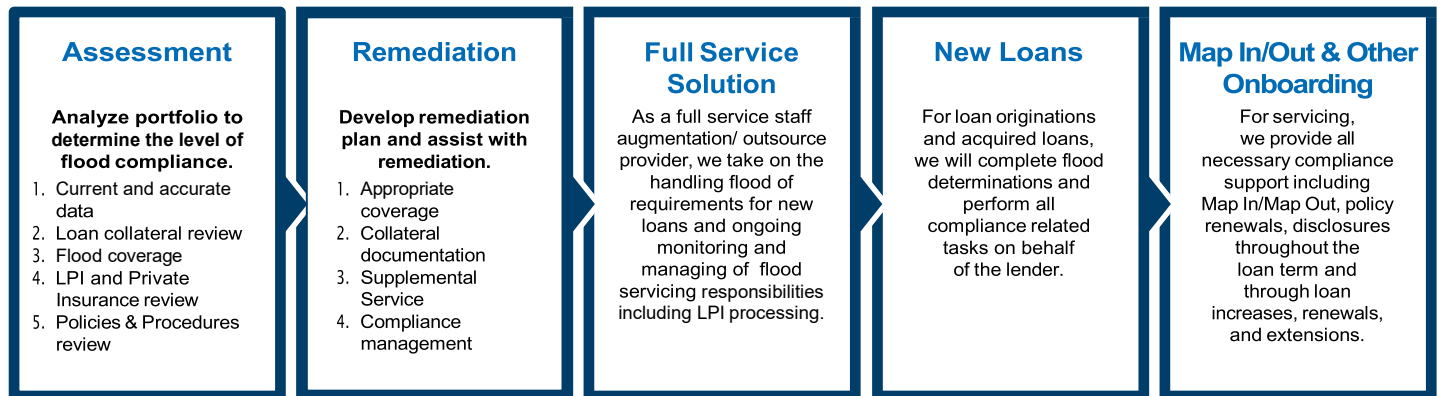 Assessment
Analyze portfolio to
determine the level of
flood compliance.
1. Current and accurate
data
2. Loan collateral review
3. Flood coverage
4. LPI and Private
Insurance review
5. Policies & Procedures
review
Remediation
Develop remediation
plan and assist with
remediation.
1. Appropriate
coverage
2. Collateral
documentation
3. Supplemental
Service
4. Compliance
management
Full Service
Solution
As a full service staff
augmentation/ outsource
provider, we take on the
handling flood of
requirements for new
loans and ongoing
monitoring and
managing of flood
servicing responsibilities
including LPI processing.
New Loans
For loan originations
and acquired loans,
we will complete flood
determinations and
perform all
compliance related
tasks on behalf
of the lender.
Map In/Out & Other
Onboarding
For servicing,
we provide all
necessary compliance
support including
Map In/Map Out, policy
renewals, disclosures
throughout the
loan term and
through loan
increases, renewals,
and extensions.